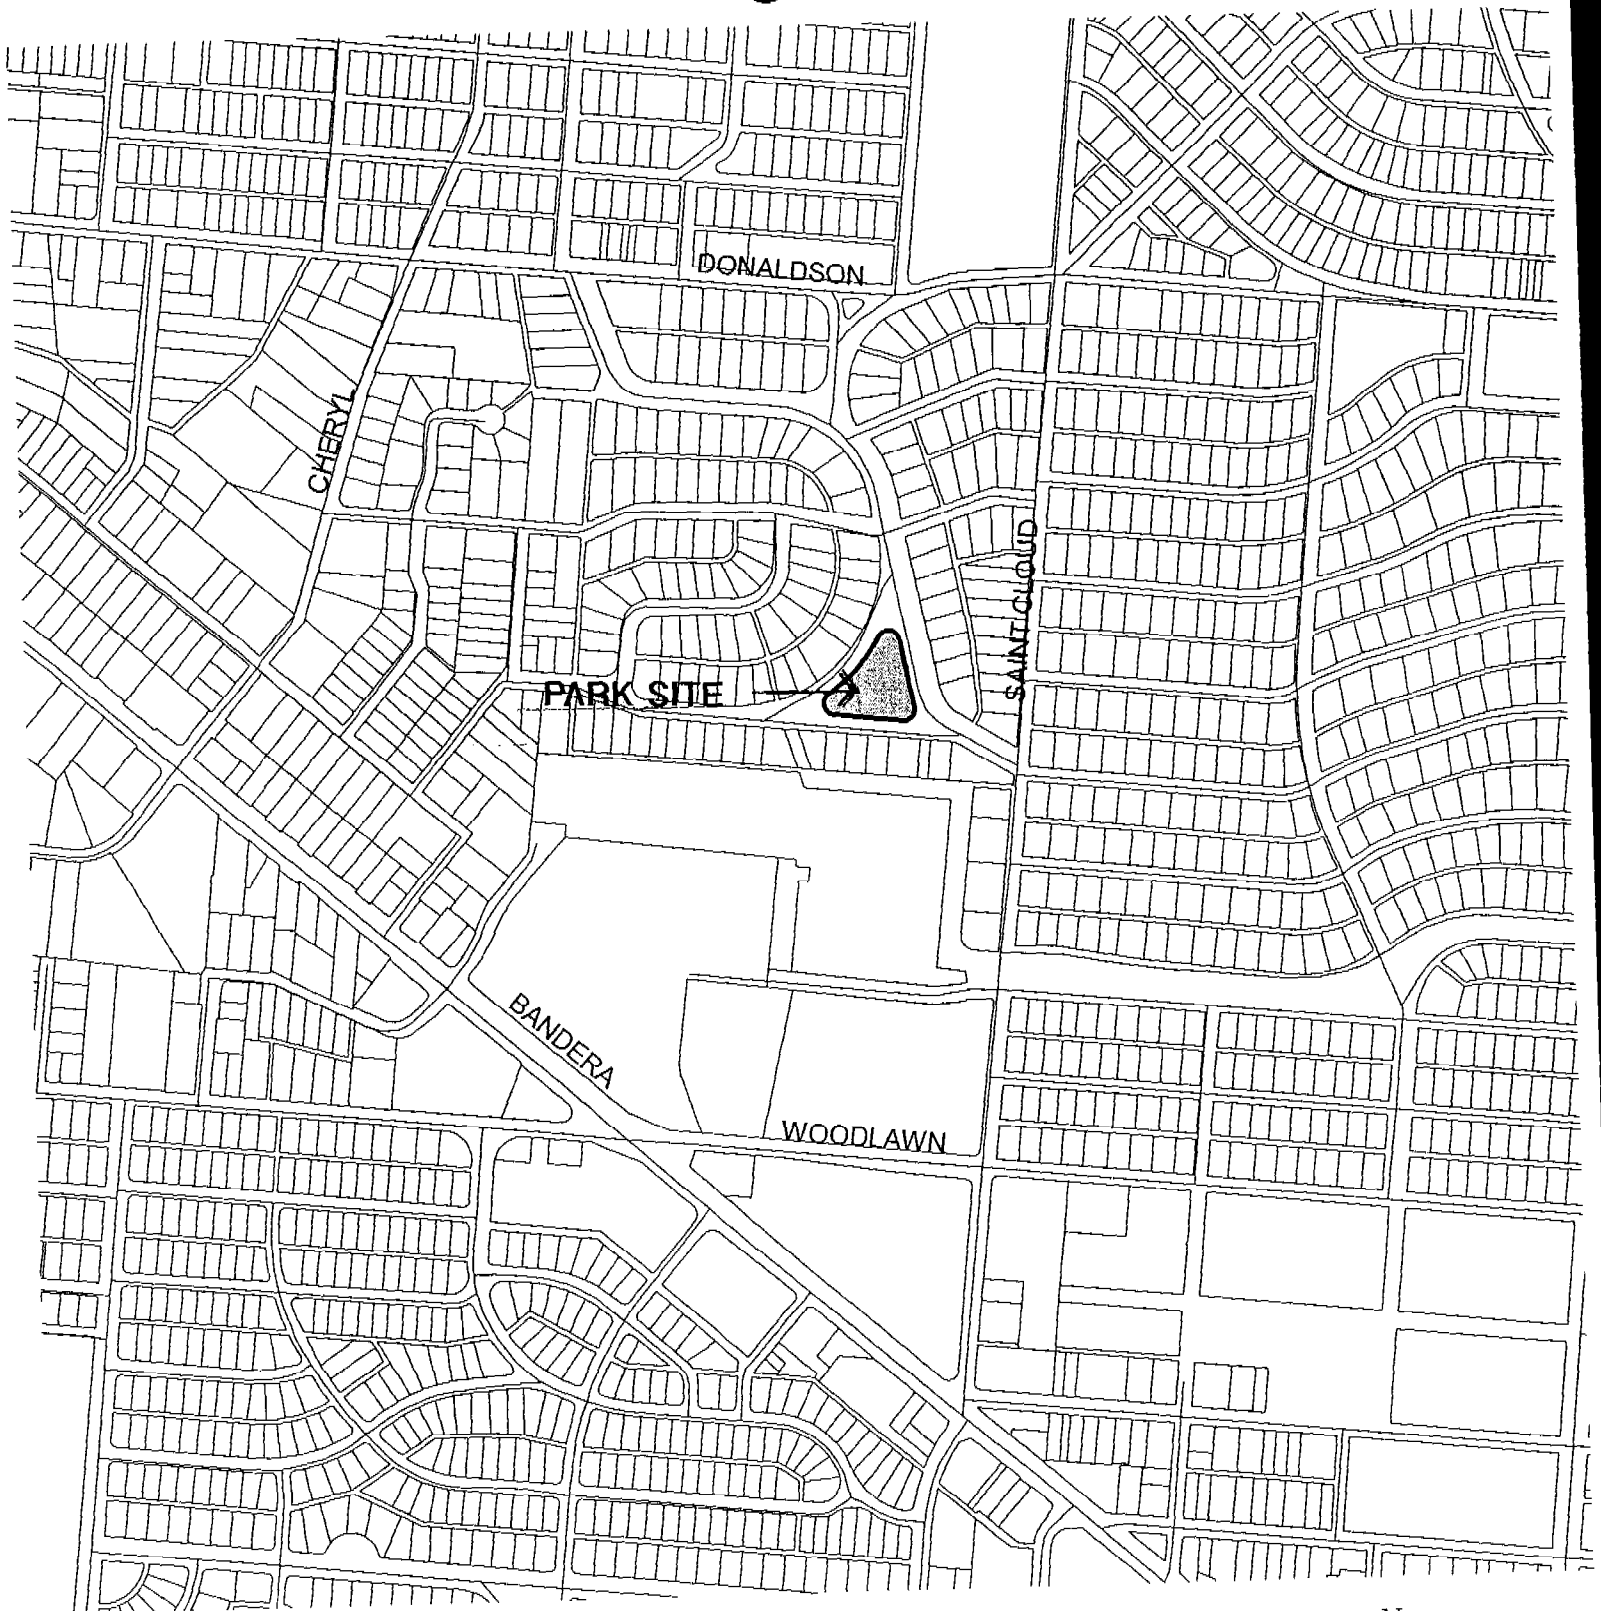 DONALDSON
CHERYL
SAINT CLOUD
PARK SITE
BANDERA
WOODLAWN
N